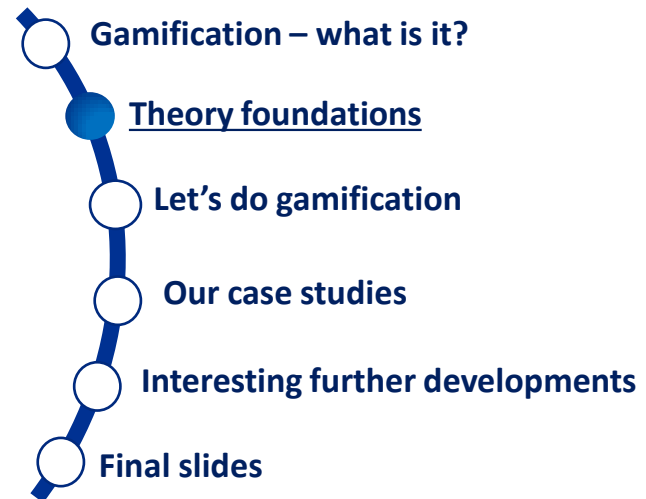 Gamification – what is it?
Theory foundations
Let's do gamification
Our case studies
Interesting further developments
Final slides